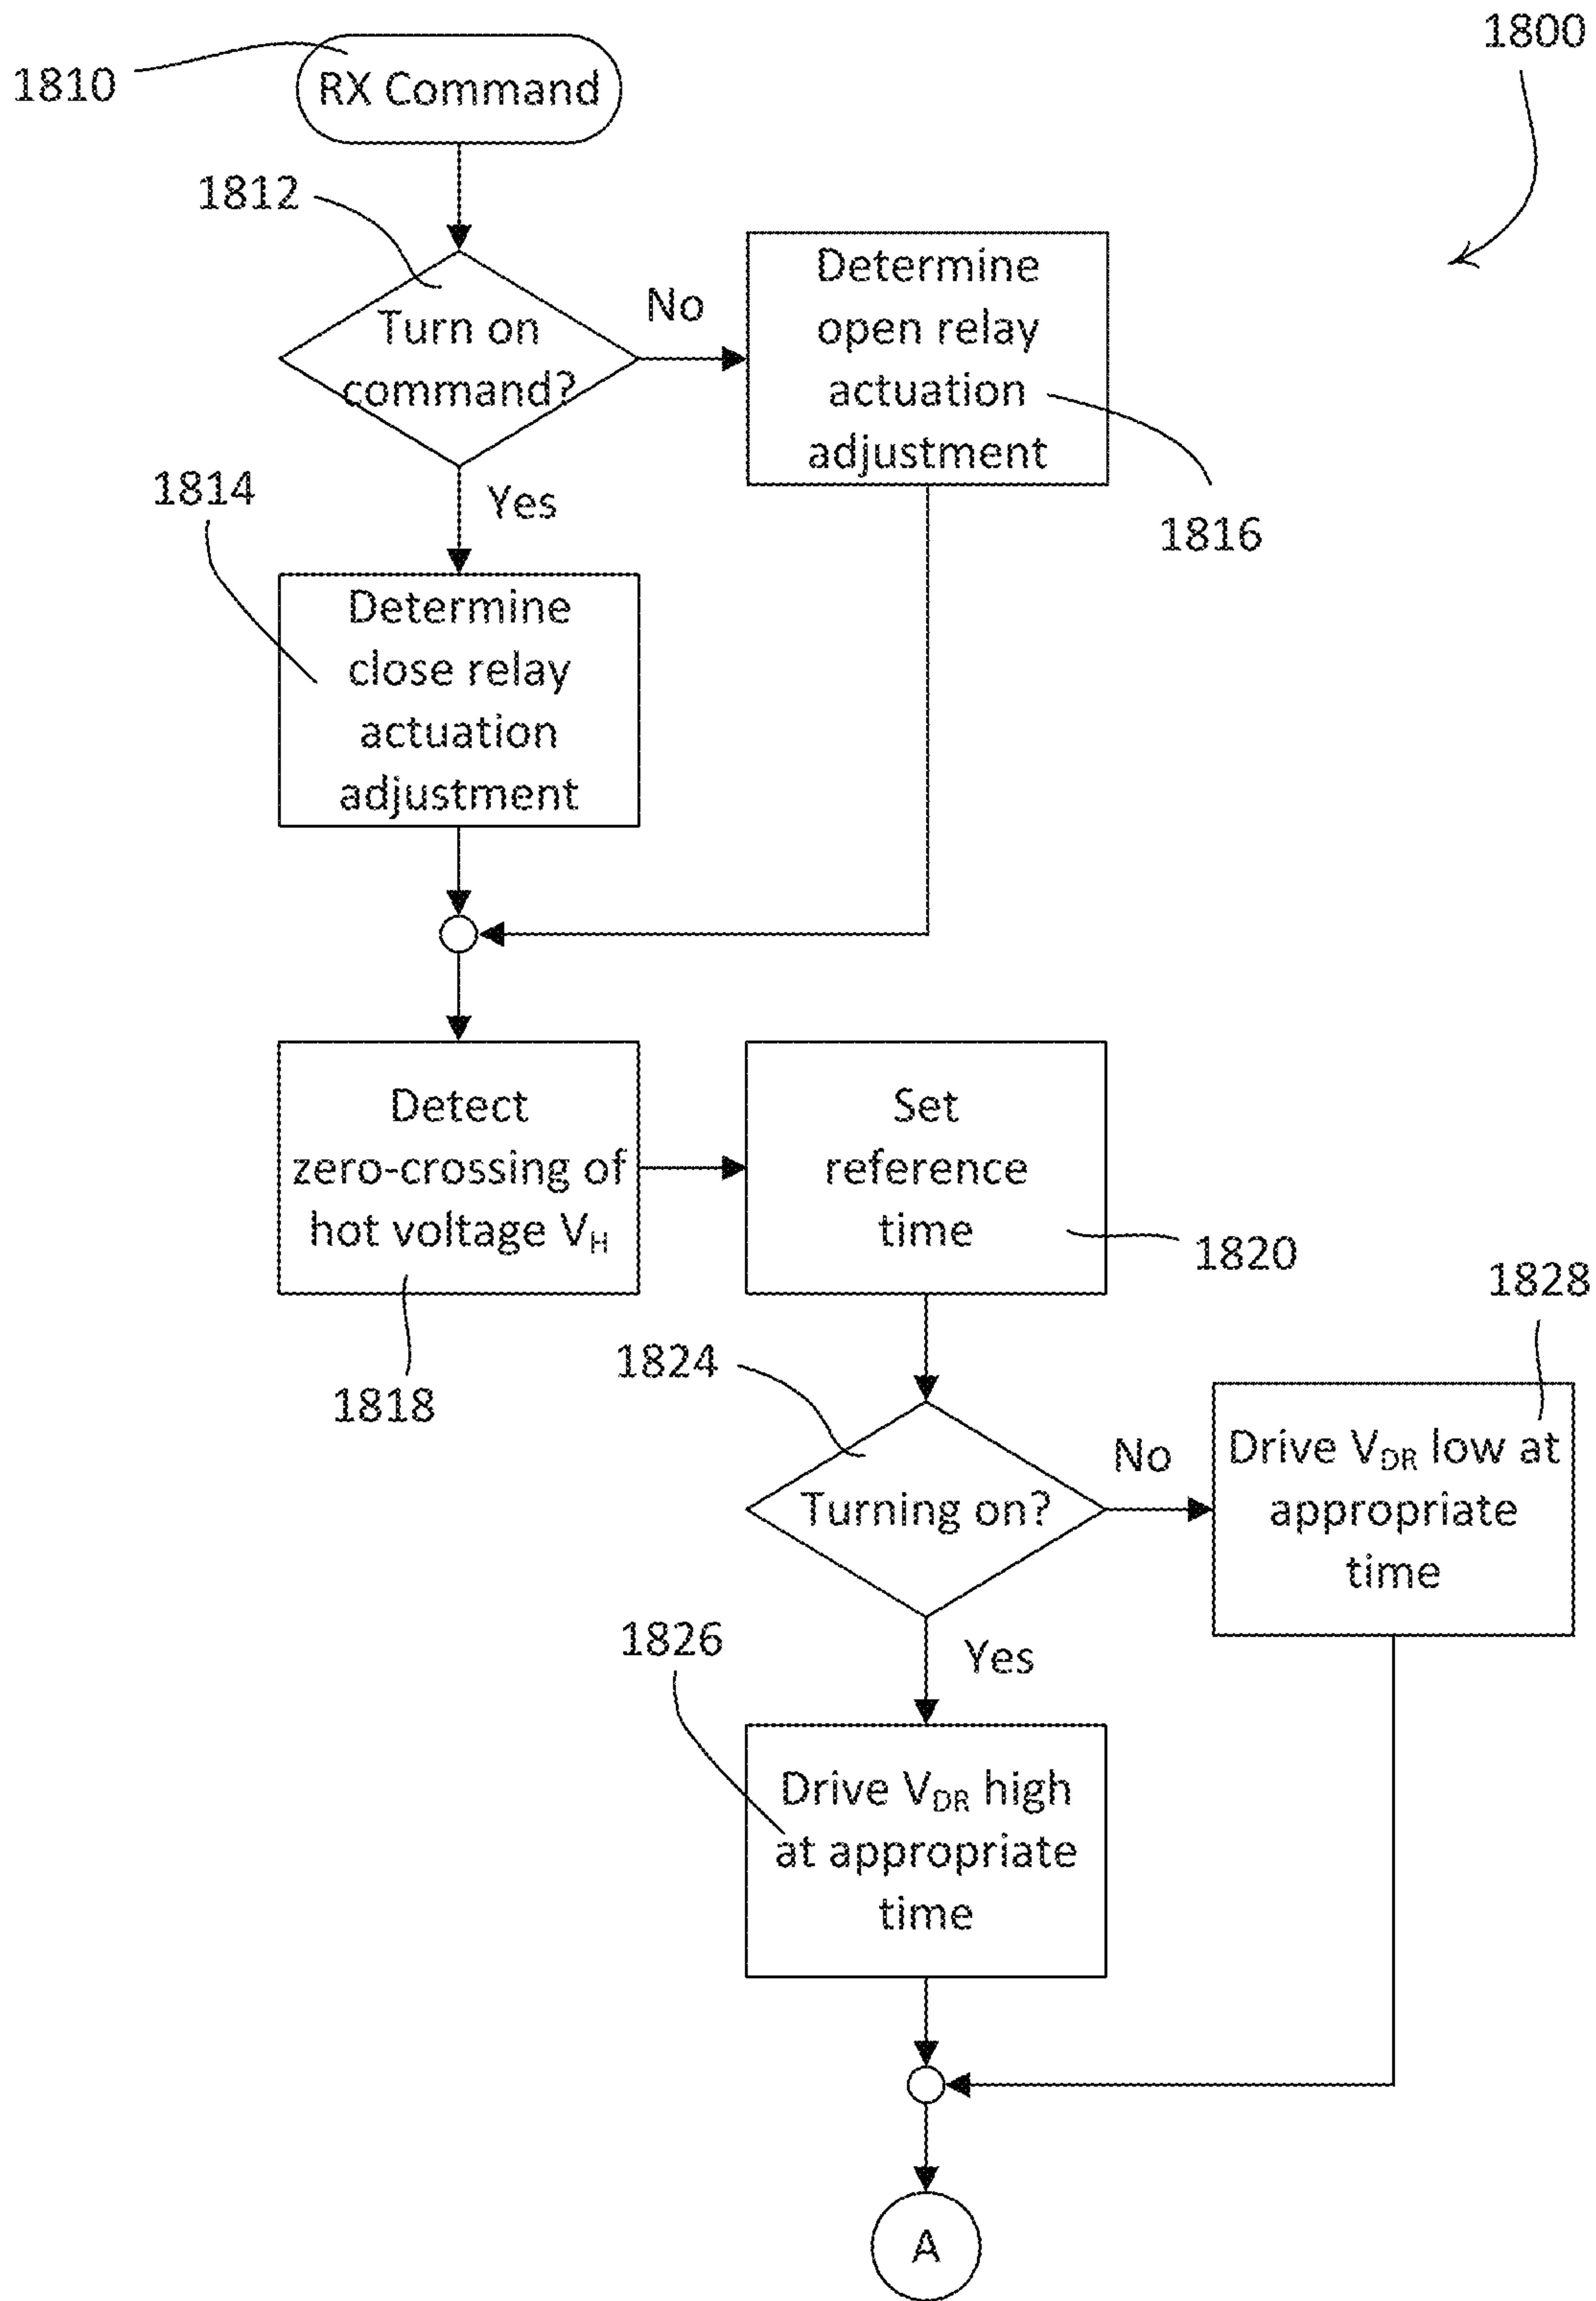 1800
1810
RX Command
1812
Turn on
command?
No
Determine
open relay
actuation
adjustment
1816
Yes
1814
Determine
close relay
actuation
adjustment
Detect
zero-crossing of
hot voltage VH
1818
Set
reference
time
1820
1824
Turning on?
No
1828
Drive VDR low at
appropriate
time
Yes
1826
Drive VDR high
at appropriate
time
A